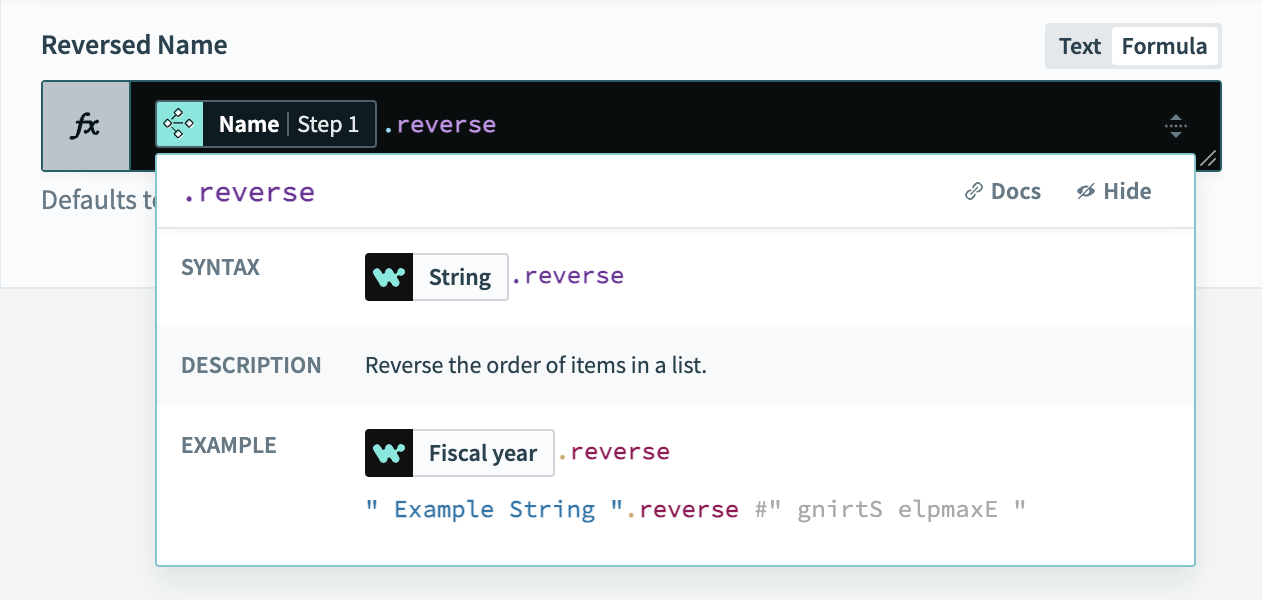 Reversed Name
Text Formula
fx Name | Step 1 .reverse
Defaults
.reverse Docs Hide
SYNTAX String .reverse
DESCRIPTION Reverse the order of items in a list.
EXAMPLE Fiscal year .reverse
" Example String ".reverse #" gnirtS elpmaxE "